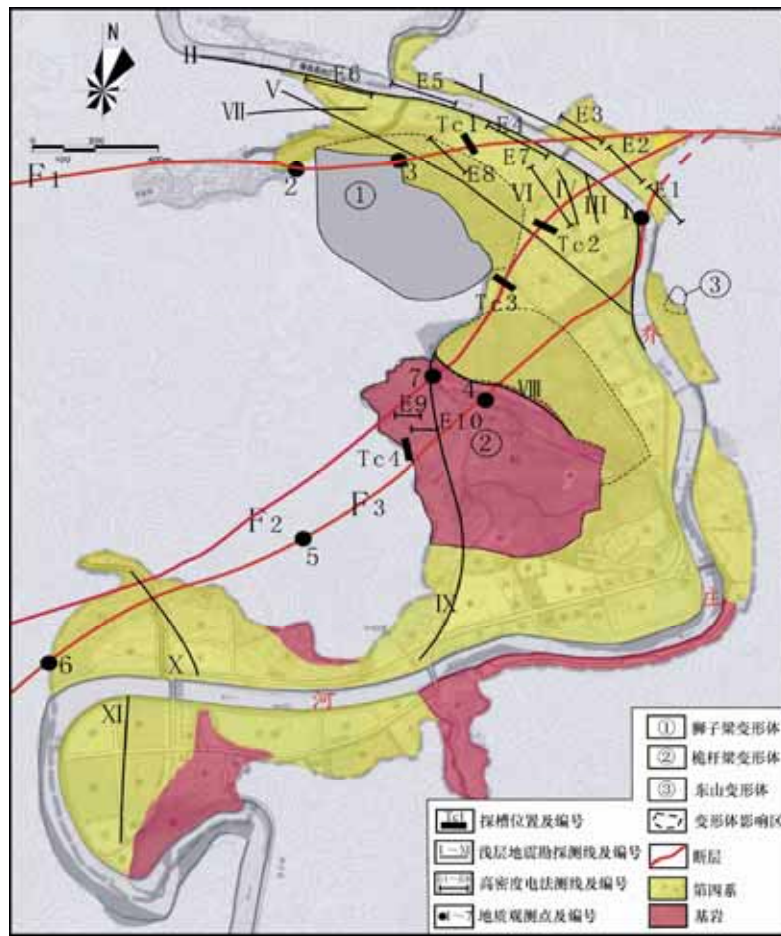 N
H
E6
E5
I
V
VII
Tc1
E4
E3
E2
F1
2
3
E8
E7
①
VI
I
III
E1
1
Tc2
Tc3
③
乔
7
4
VIII
E9
E10
②
Tc4
F2
F3
5
IX
庄
6
X
河
XI
① 狮子梁变形体
② 桅杆梁变形体
③ 东山变形体
变形体影响区
断层
第四系
基岩
Tc1 探槽位置及编号
浅层地震勘探测线及编号
高密度电法测线及编号
1~7 地质观测点及编号